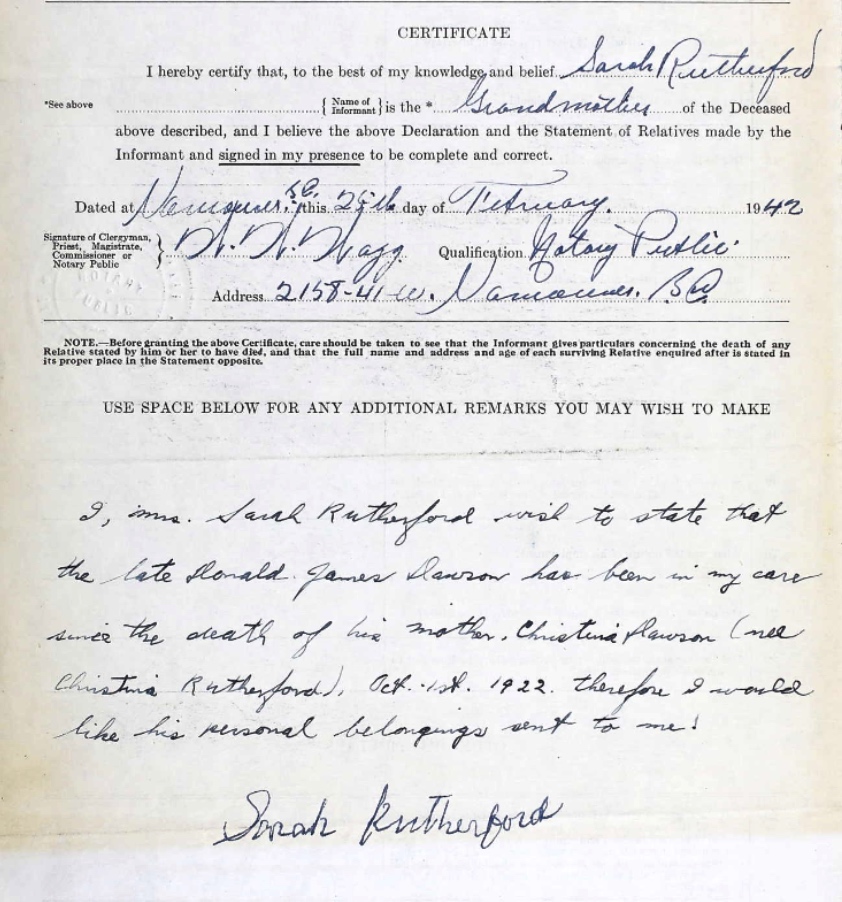 CERTIFICATE
I hereby certify that, to the best of my knowledge and belief Sarah Rutherford
*See above { Name of Informant } is the * Grandmother of the Deceased
above described, and I believe the above Declaration and the Statement of Relatives made by the
Informant and signed in my presence to be complete and correct.
Dated at Vancouver. B.C. this day of February. 1942
Signature of Clergyman,
Priest, Magistrate,
Commissioner or
Notary Public
Qualification Notary Public
Address 2158-41 w. Vancouver. B.C.
NOTE.—Before granting the above Certificate, care should be taken to see that the Informant gives particulars concerning the death of any
Relative stated by him or her to have died, and that the full name and address and age of each surviving Relative enquired after is stated in
its proper place in the Statement opposite.
USE SPACE BELOW FOR ANY ADDITIONAL REMARKS YOU MAY WISH TO MAKE
I, mrs. Sarah Rutherford wish to state that
the late Donald James Dawson has been in my care
since the death of his mother. Christina Dawson (nee
Christina Rutherford), Oct. 1st. 1922. therefore I would
like his personal belongings sent to me!
Sarah Rutherford